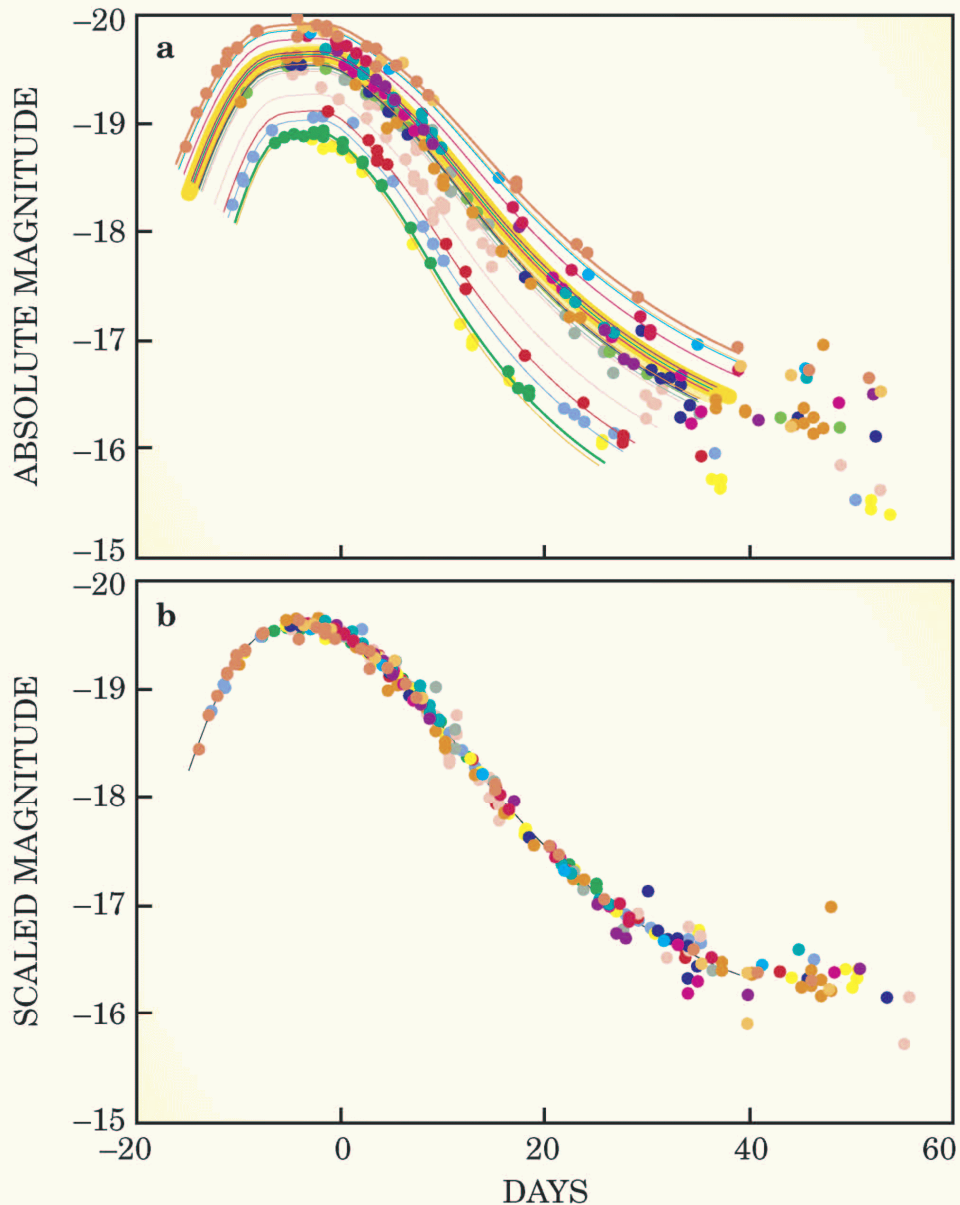 –20
a
–19
–18
–17
–16
–15
ABSOLUTE MAGNITUDE
–20
b
–19
–18
–17
–16
–15
SCALED MAGNITUDE
–20 0 20 40 60
DAYS